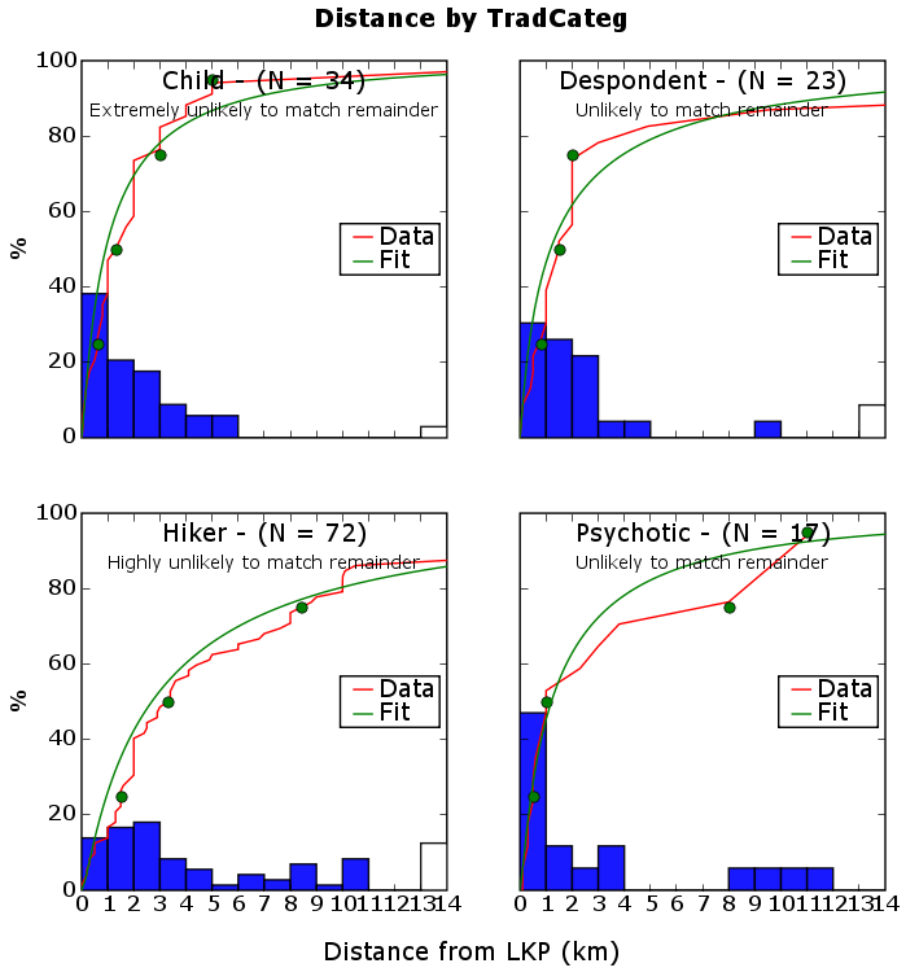 Distance by TradCateg
100
80
60
40
20
0
%
Child - (N = 34)
Extremely unlikely to match remainder
Data
Fit
Despondent - (N = 23)
Unlikely to match remainder
Data
Fit
100
80
60
40
20
0
%
Hiker - (N = 72)
Highly unlikely to match remainder
Data
Fit
0 1 2 3 4 5 6 7 8 9 10 11 12 13 14
Psychotic - (N = 17)
Unlikely to match remainder
Data
Fit
0 1 2 3 4 5 6 7 8 9 10 11 12 13 14
Distance from LKP (km)